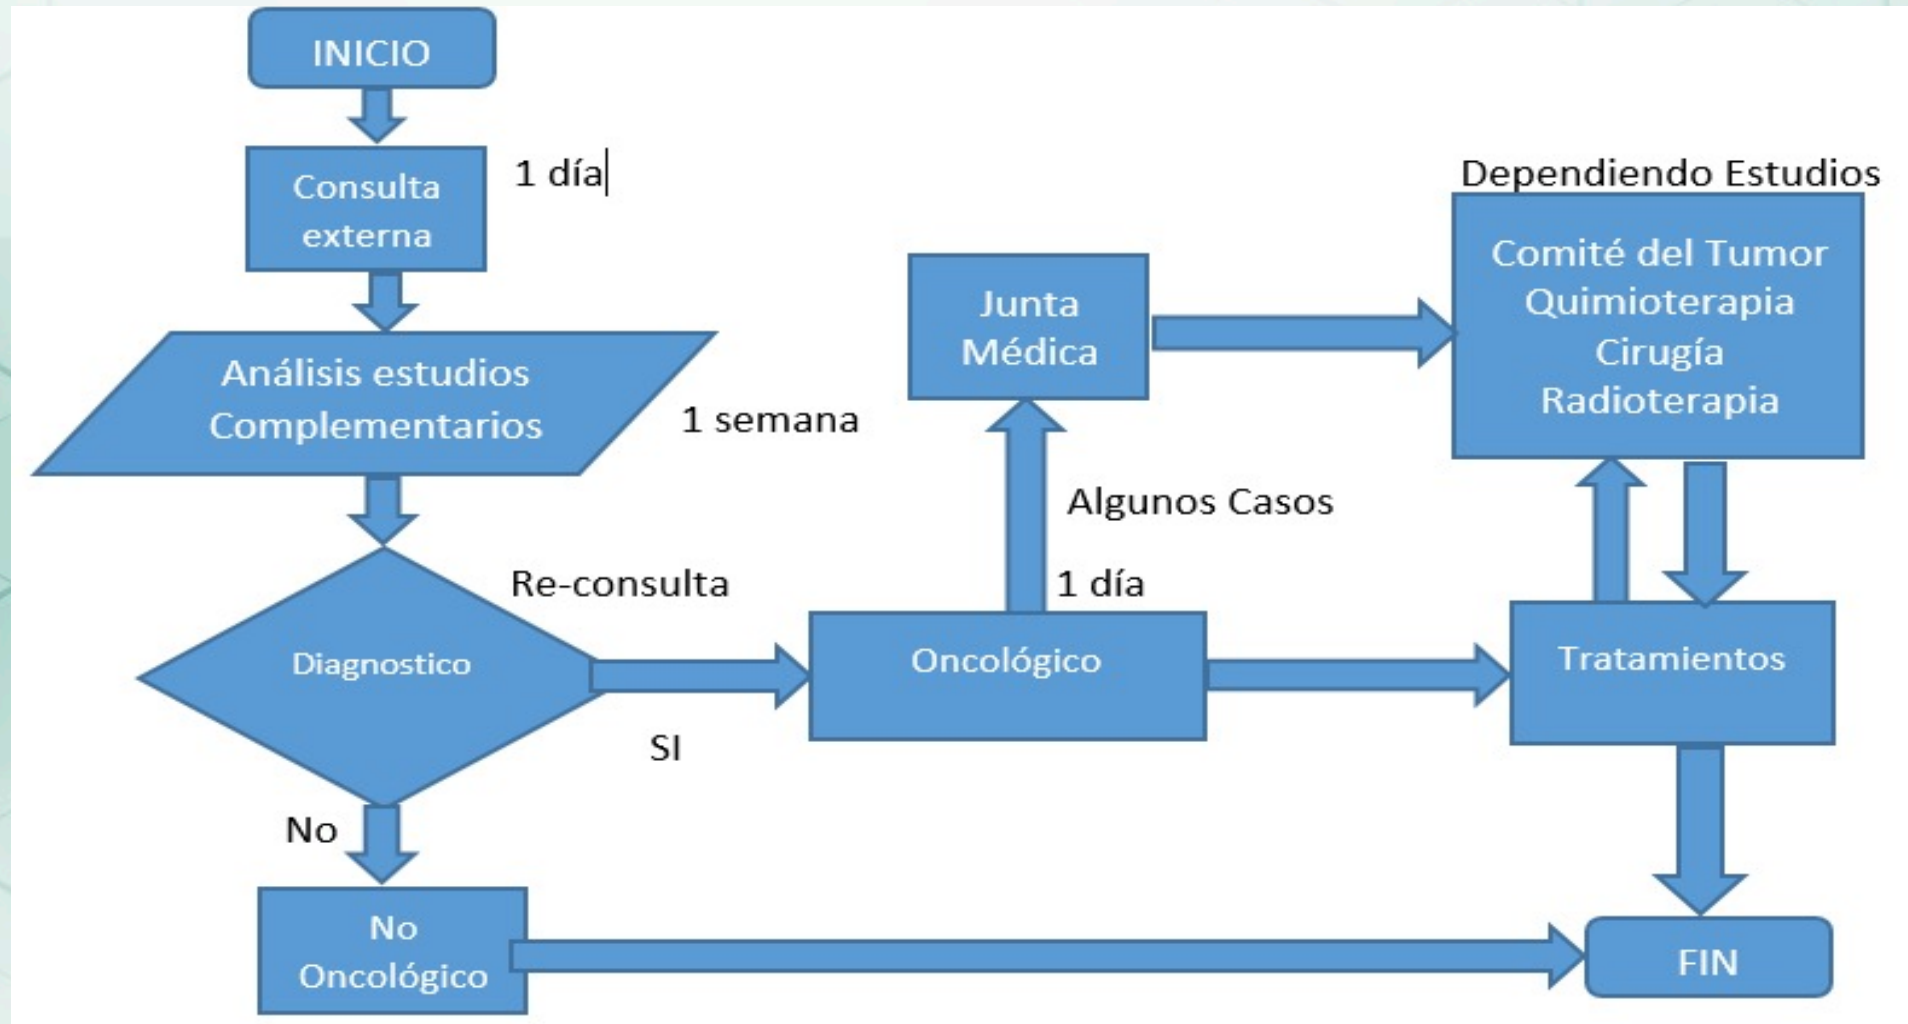 INICIO
Consulta
externa
1 día
Análisis estudios
Complementarios
1 semana
Diagnostico
Re-consulta
SI
No
No
Oncológico
Oncológico
1 día
Algunos Casos
Junta
Médica
Dependiendo Estudios
Comité del Tumor
Quimioterapia
Cirugía
Radioterapia
Tratamientos
FIN